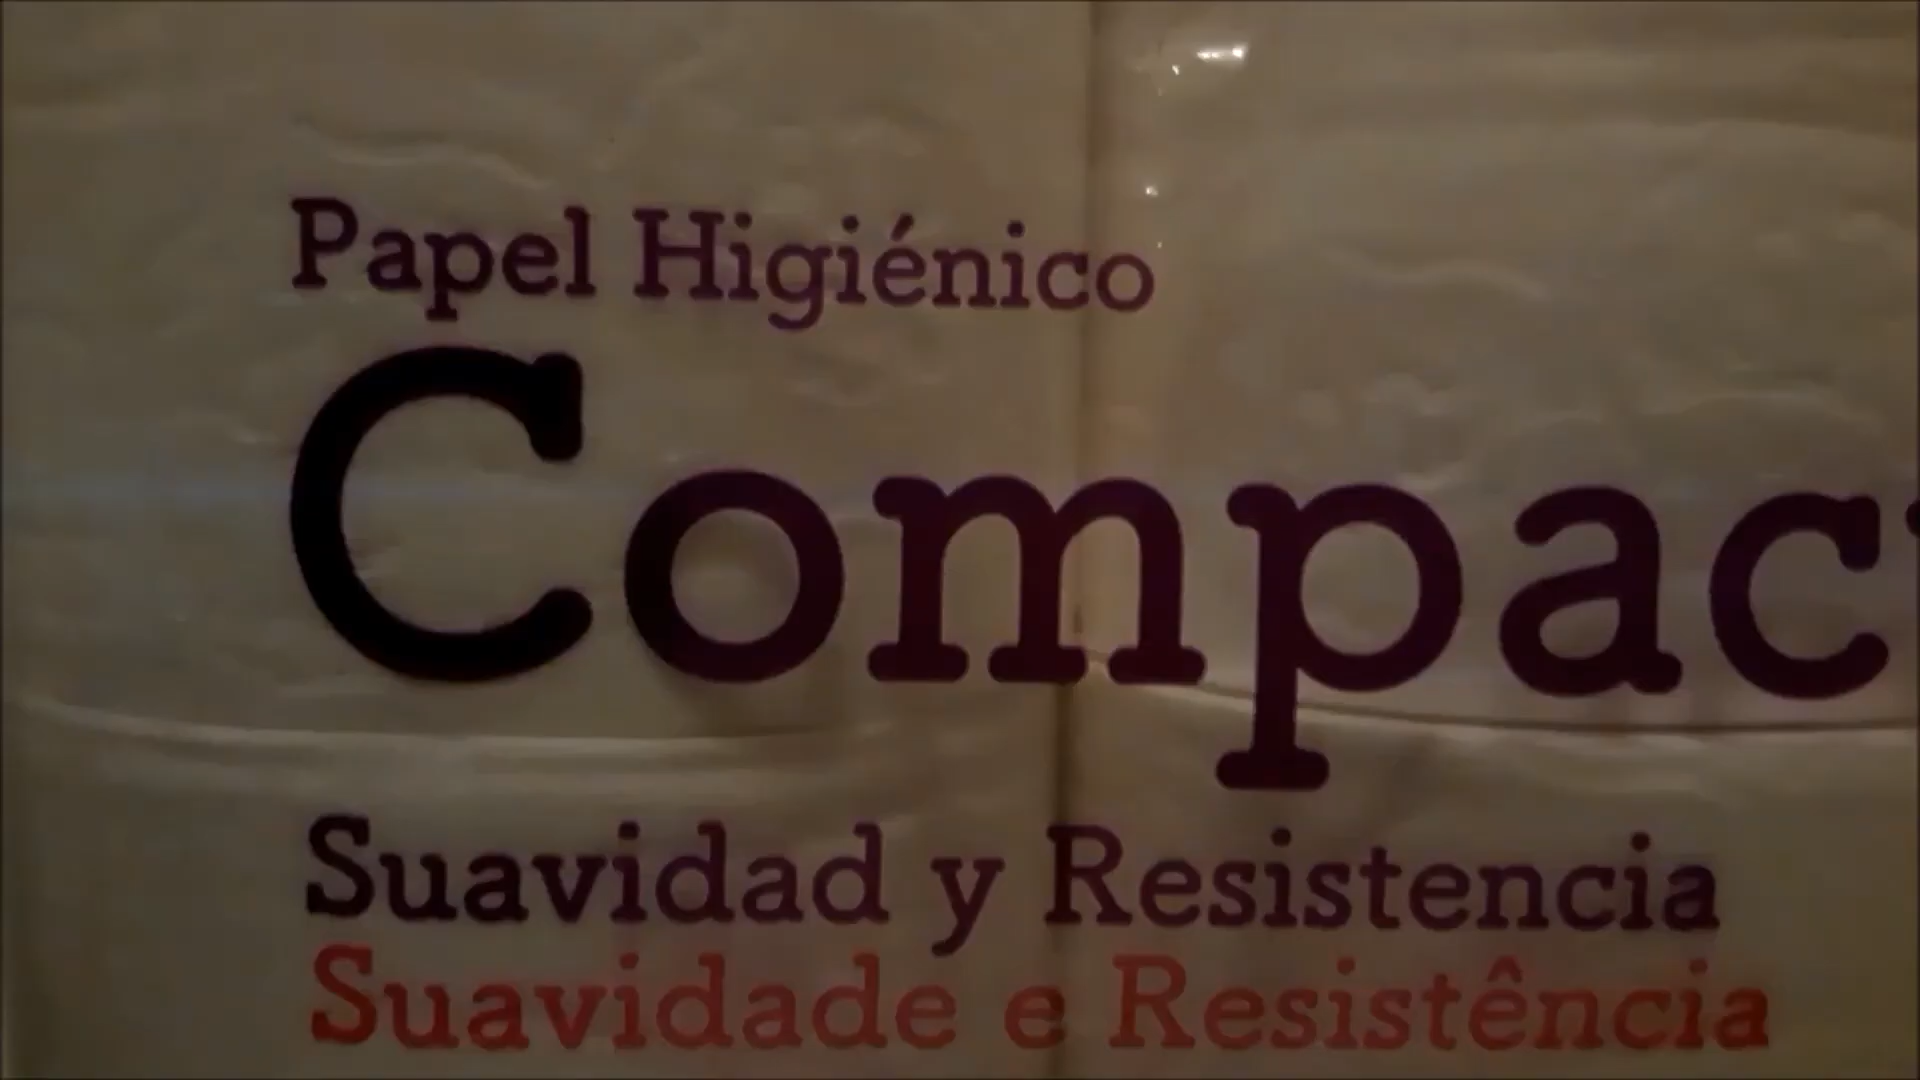 Papel Higiénico
Compac
Suavidad y Resistencia
Suavidade e Resistência